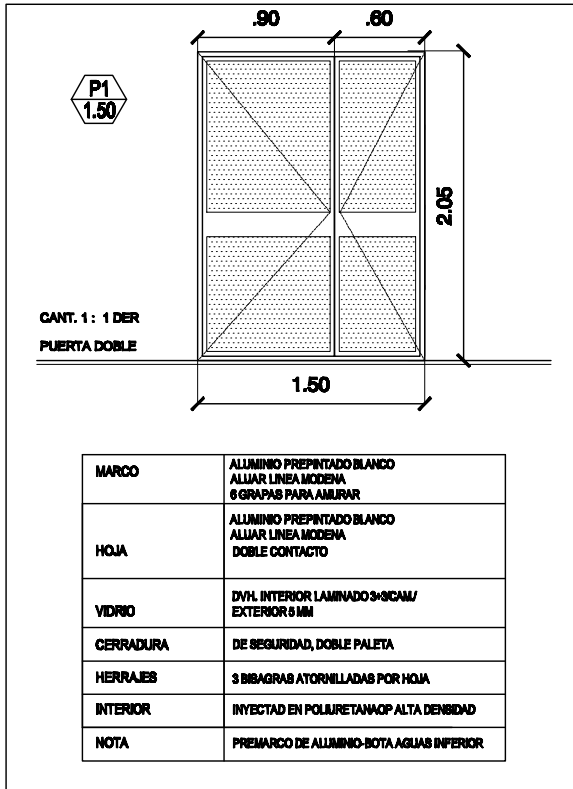 .90
.60
P1
1.50
2.05
CANT. 1 : 1 DER
PUERTA DOBLE
1.50
MARCO
ALUMINIO PREPINTADO BLANCO
ALUAR LINEA MODENA
6 GRAPAS PARA AMURAR
HOJA
ALUMINIO PREPINTADO BLANCO
ALUAR LINEA MODENA
DOBLE CONTACTO
VIDRIO
DVH. INTERIOR LAMINADO 3+3/CAM./
EXTERIOR 5 MM
CERRADURA
DE SEGURIDAD, DOBLE PALETA
HERRAJES
3 BISAGRAS ATORNILLADAS POR HOJA
INTERIOR
INYECTAD EN POLIURETANAOP ALTA DENSIDAD
NOTA
PREMARCO DE ALUMINIO-BOTA AGUAS INFERIOR